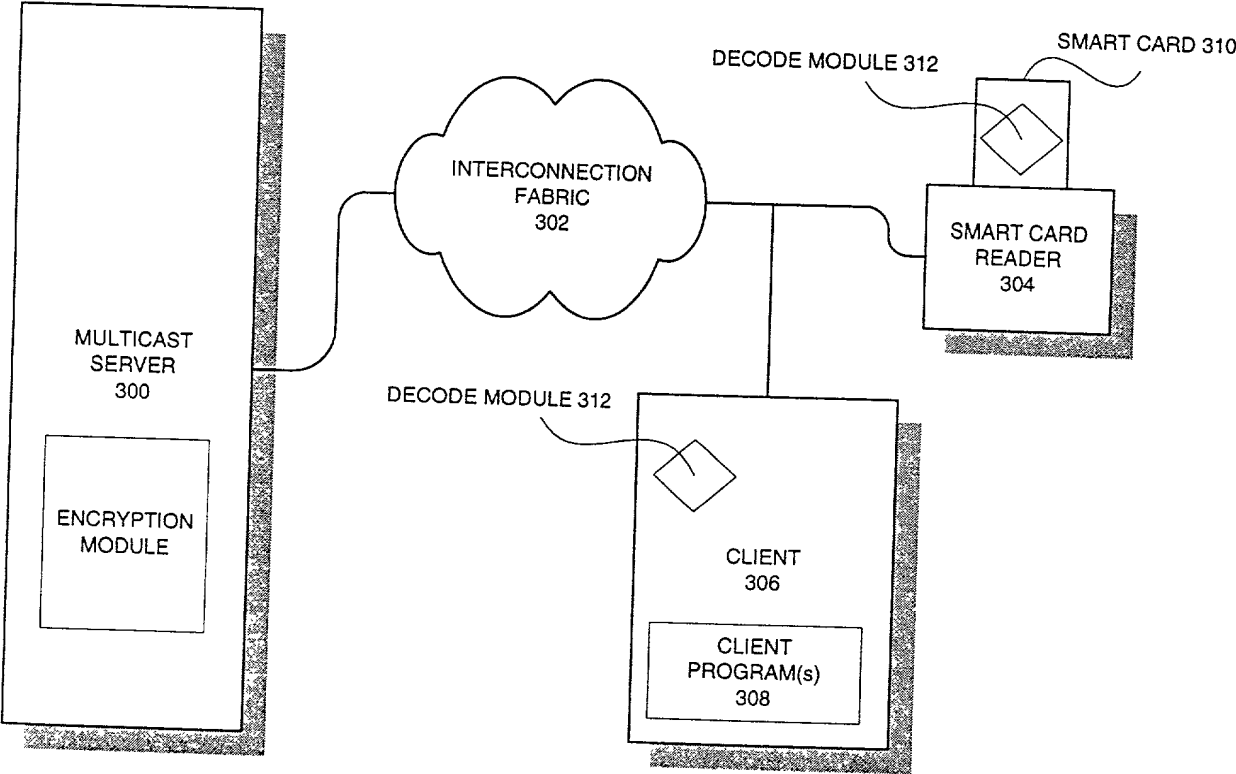 SMART CARD 310
DECODE MODULE 312
INTERCONNECTION
FABRIC
302
SMART CARD
READER
304
MULTICAST
SERVER
300
DECODE MODULE 312
ENCRYPTION
MODULE
CLIENT
306
CLIENT
PROGRAM(s)
308